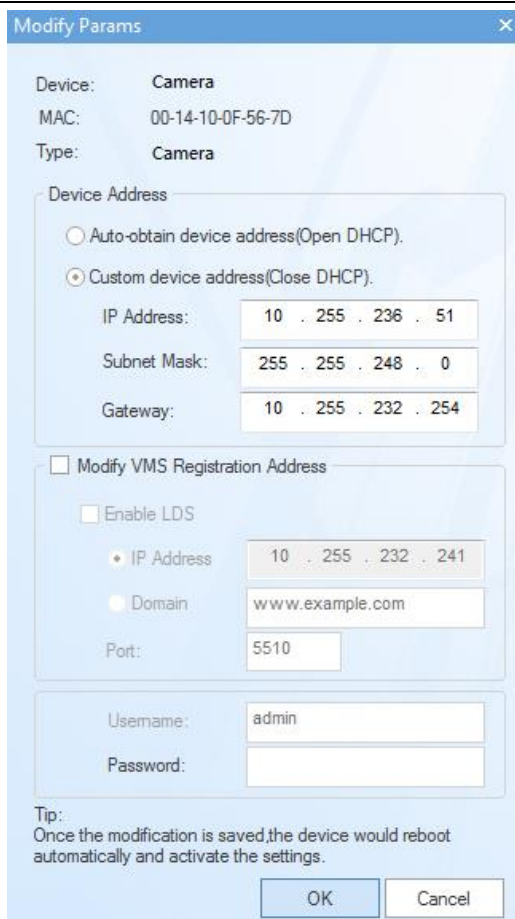 Modify Params
Device: Camera
MAC: 00-14-10-0F-56-7D
Type: Camera
Device Address
Auto-obtain device address(Open DHCP).
Custom device address(Close DHCP).
IP Address: 10 . 255 . 236 . 51
Subnet Mask: 255 . 255 . 248 . 0
Gateway: 10 . 255 . 232 . 254
Modify VMS Registration Address
Enable LDS
IP Address 10 . 255 . 232 . 241
Domain www.example.com
Port: 5510
Username: admin
Password:
Tip:
Once the modification is saved,the device would reboot
automatically and activate the settings.
OK Cancel